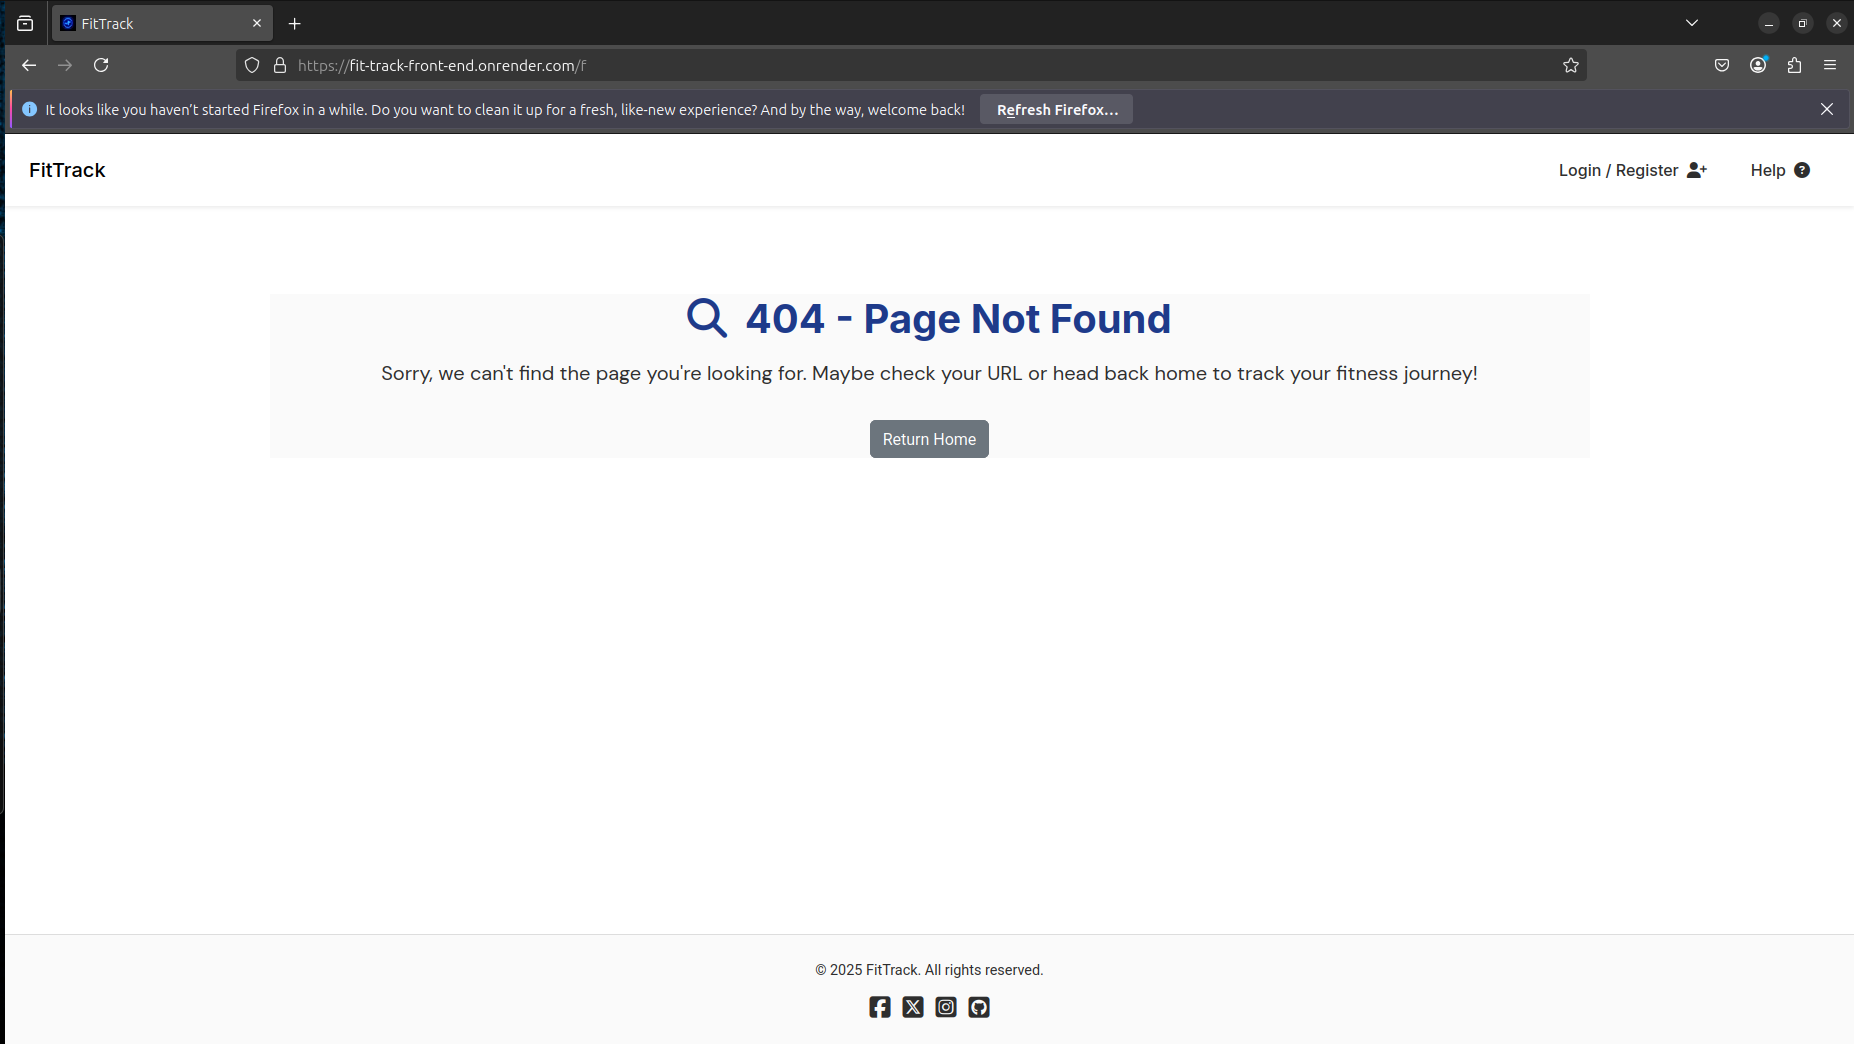 FitTrack
https://fit-track-front-end.onrender.com/f
It looks like you haven’t started Firefox in a while. Do you want to clean it up for a fresh, like-new experience? And by the way, welcome back!
Refresh Firefox…
FitTrack
Login / Register
Help
404 - Page Not Found
Sorry, we can't find the page you're looking for. Maybe check your URL or head back home to track your fitness journey!
Return Home
© 2025 FitTrack. All rights reserved.